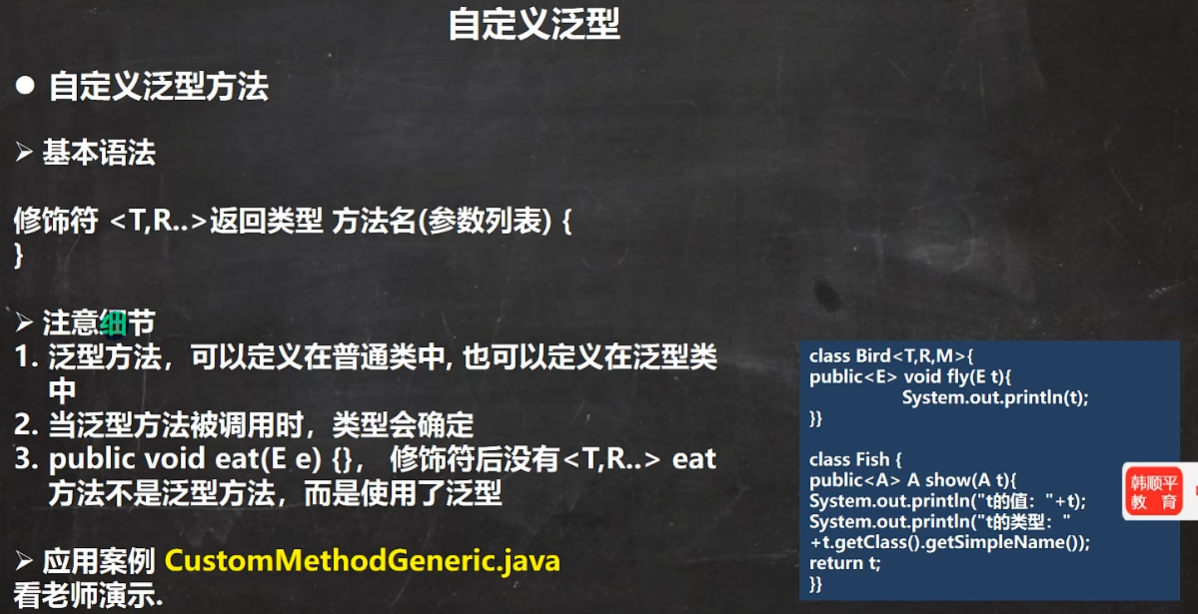 自定义泛型
● 自定义泛型方法
➢ 基本语法
修饰符 <T,R..>返回类型 方法名(参数列表) {
}
➢ 注意细节
1. 泛型方法，可以定义在普通类中, 也可以定义在泛型类
中
2. 当泛型方法被调用时，类型会确定
3. public void eat(E e) {}， 修饰符后没有<T,R..> eat
方法不是泛型方法，而是使用了泛型
➢ 应用案例 CustomMethodGeneric.java
看老师演示.
class Bird<T,R,M>{
public<E> void fly(E t){
System.out.println(t);
}}
class Fish {
public<A> A show(A t){
System.out.println("t的值："+t);
System.out.println("t的类型："
+t.getClass().getSimpleName());
return t;
}}
韩顺平
教 育